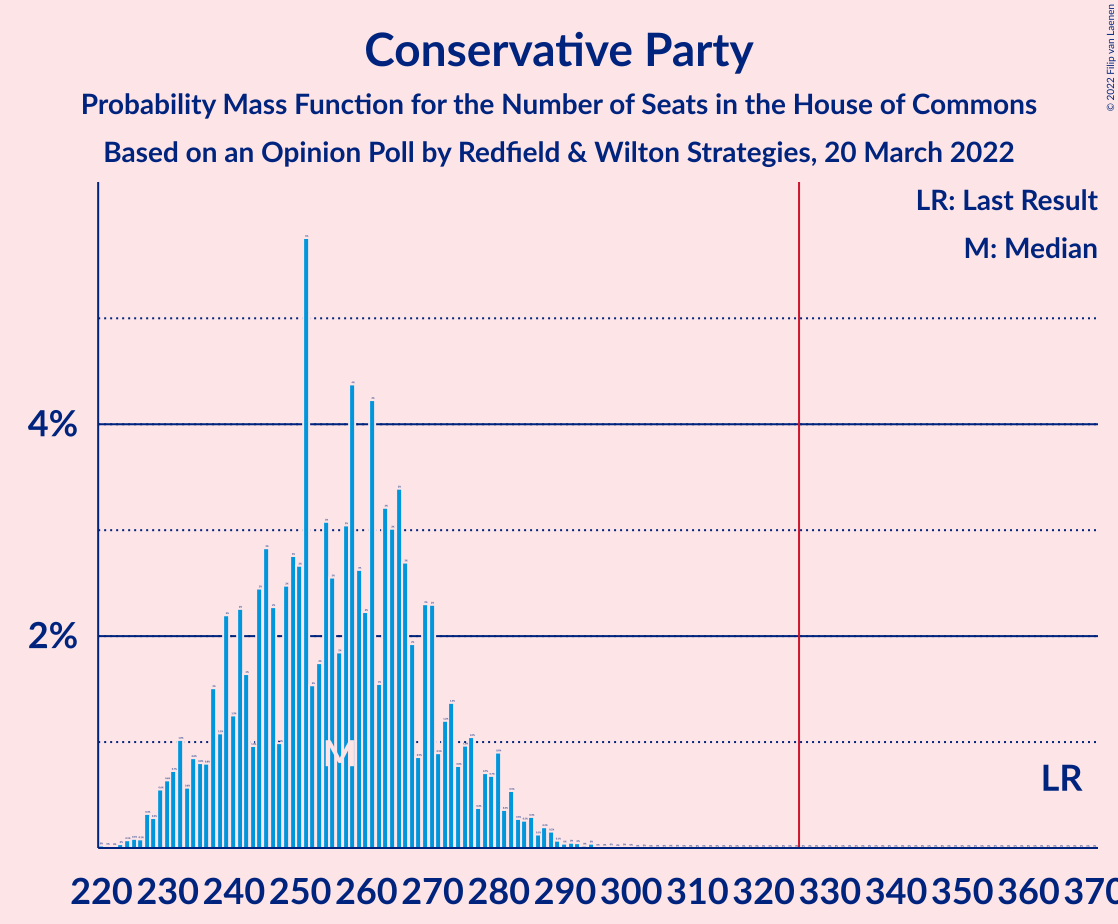 Conservative Party
Probability Mass Function for the Number of Seats in the House of Commons
Based on an Opinion Poll by Redfield & Wilton Strategies, 20 March 2022
© 2022 Filip van Laenen
LR: Last Result
M: Median
4%
2%
M
LR
220 230 240 250 260 270 280 290 300 310 320 330 340 350 360 370